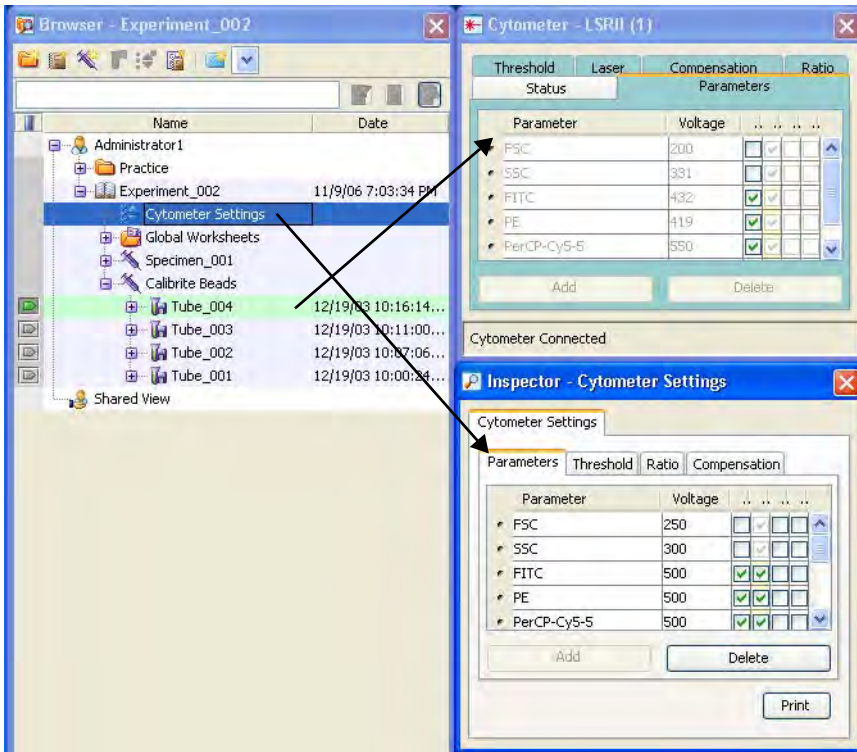 Browser - Experiment_002
Name Date
Administrator1
Practice
Experiment_002 11/9/06 7:03:34 PM
Cytometer Settings
Global Worksheets
Specimen_001
Calibrite Beads
Tube_004 12/19/03 10:16:14...
Tube_003 12/19/03 10:11:00...
Tube_002 12/19/03 10:07:06...
Tube_001 12/19/03 10:00:24...
Shared View
Cytometer - LSRII (1)
Threshold Laser Compensation Ratio
Status Parameters
Parameter Voltage .. .. .. ..
FSC 200
SSC 331
FITC 432
PE 419
PerCP-Cy5-5 550
Add Delete
Cytometer Connected
Inspector - Cytometer Settings
Cytometer Settings
Parameters Threshold Ratio Compensation
Parameter Voltage .. .. .. ..
FSC 250
SSC 300
FITC 500
PE 500
PerCP-Cy5-5 500
Add Delete
Print